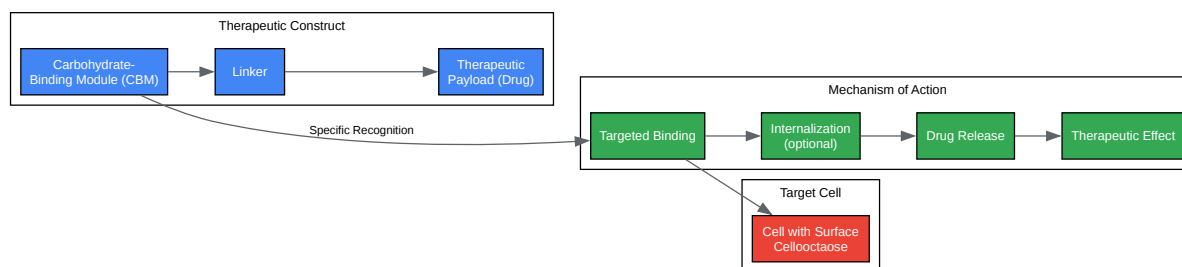 Therapeutic Construct
Carbohydrate-
Binding Module (CBM)
Linker
Therapeutic
Payload (Drug)
Specific Recognition
Mechanism of Action
Targeted Binding
Internalization
(optional)
Drug Release
Therapeutic Effect
Target Cell
Cell with Surface
Cellooctaose